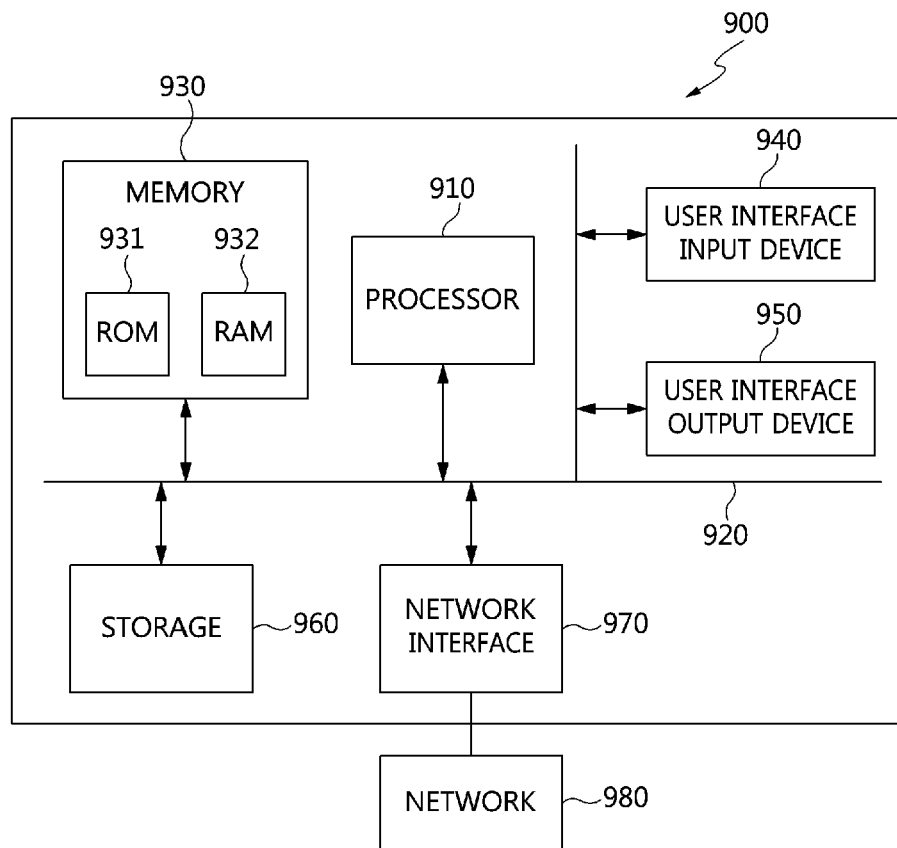 900
930
MEMORY
931
932
ROM
RAM
910
PROCESSOR
940
USER INTERFACE
INPUT DEVICE
950
USER INTERFACE
OUTPUT DEVICE
920
STORAGE
960
NETWORK
INTERFACE
970
NETWORK
980